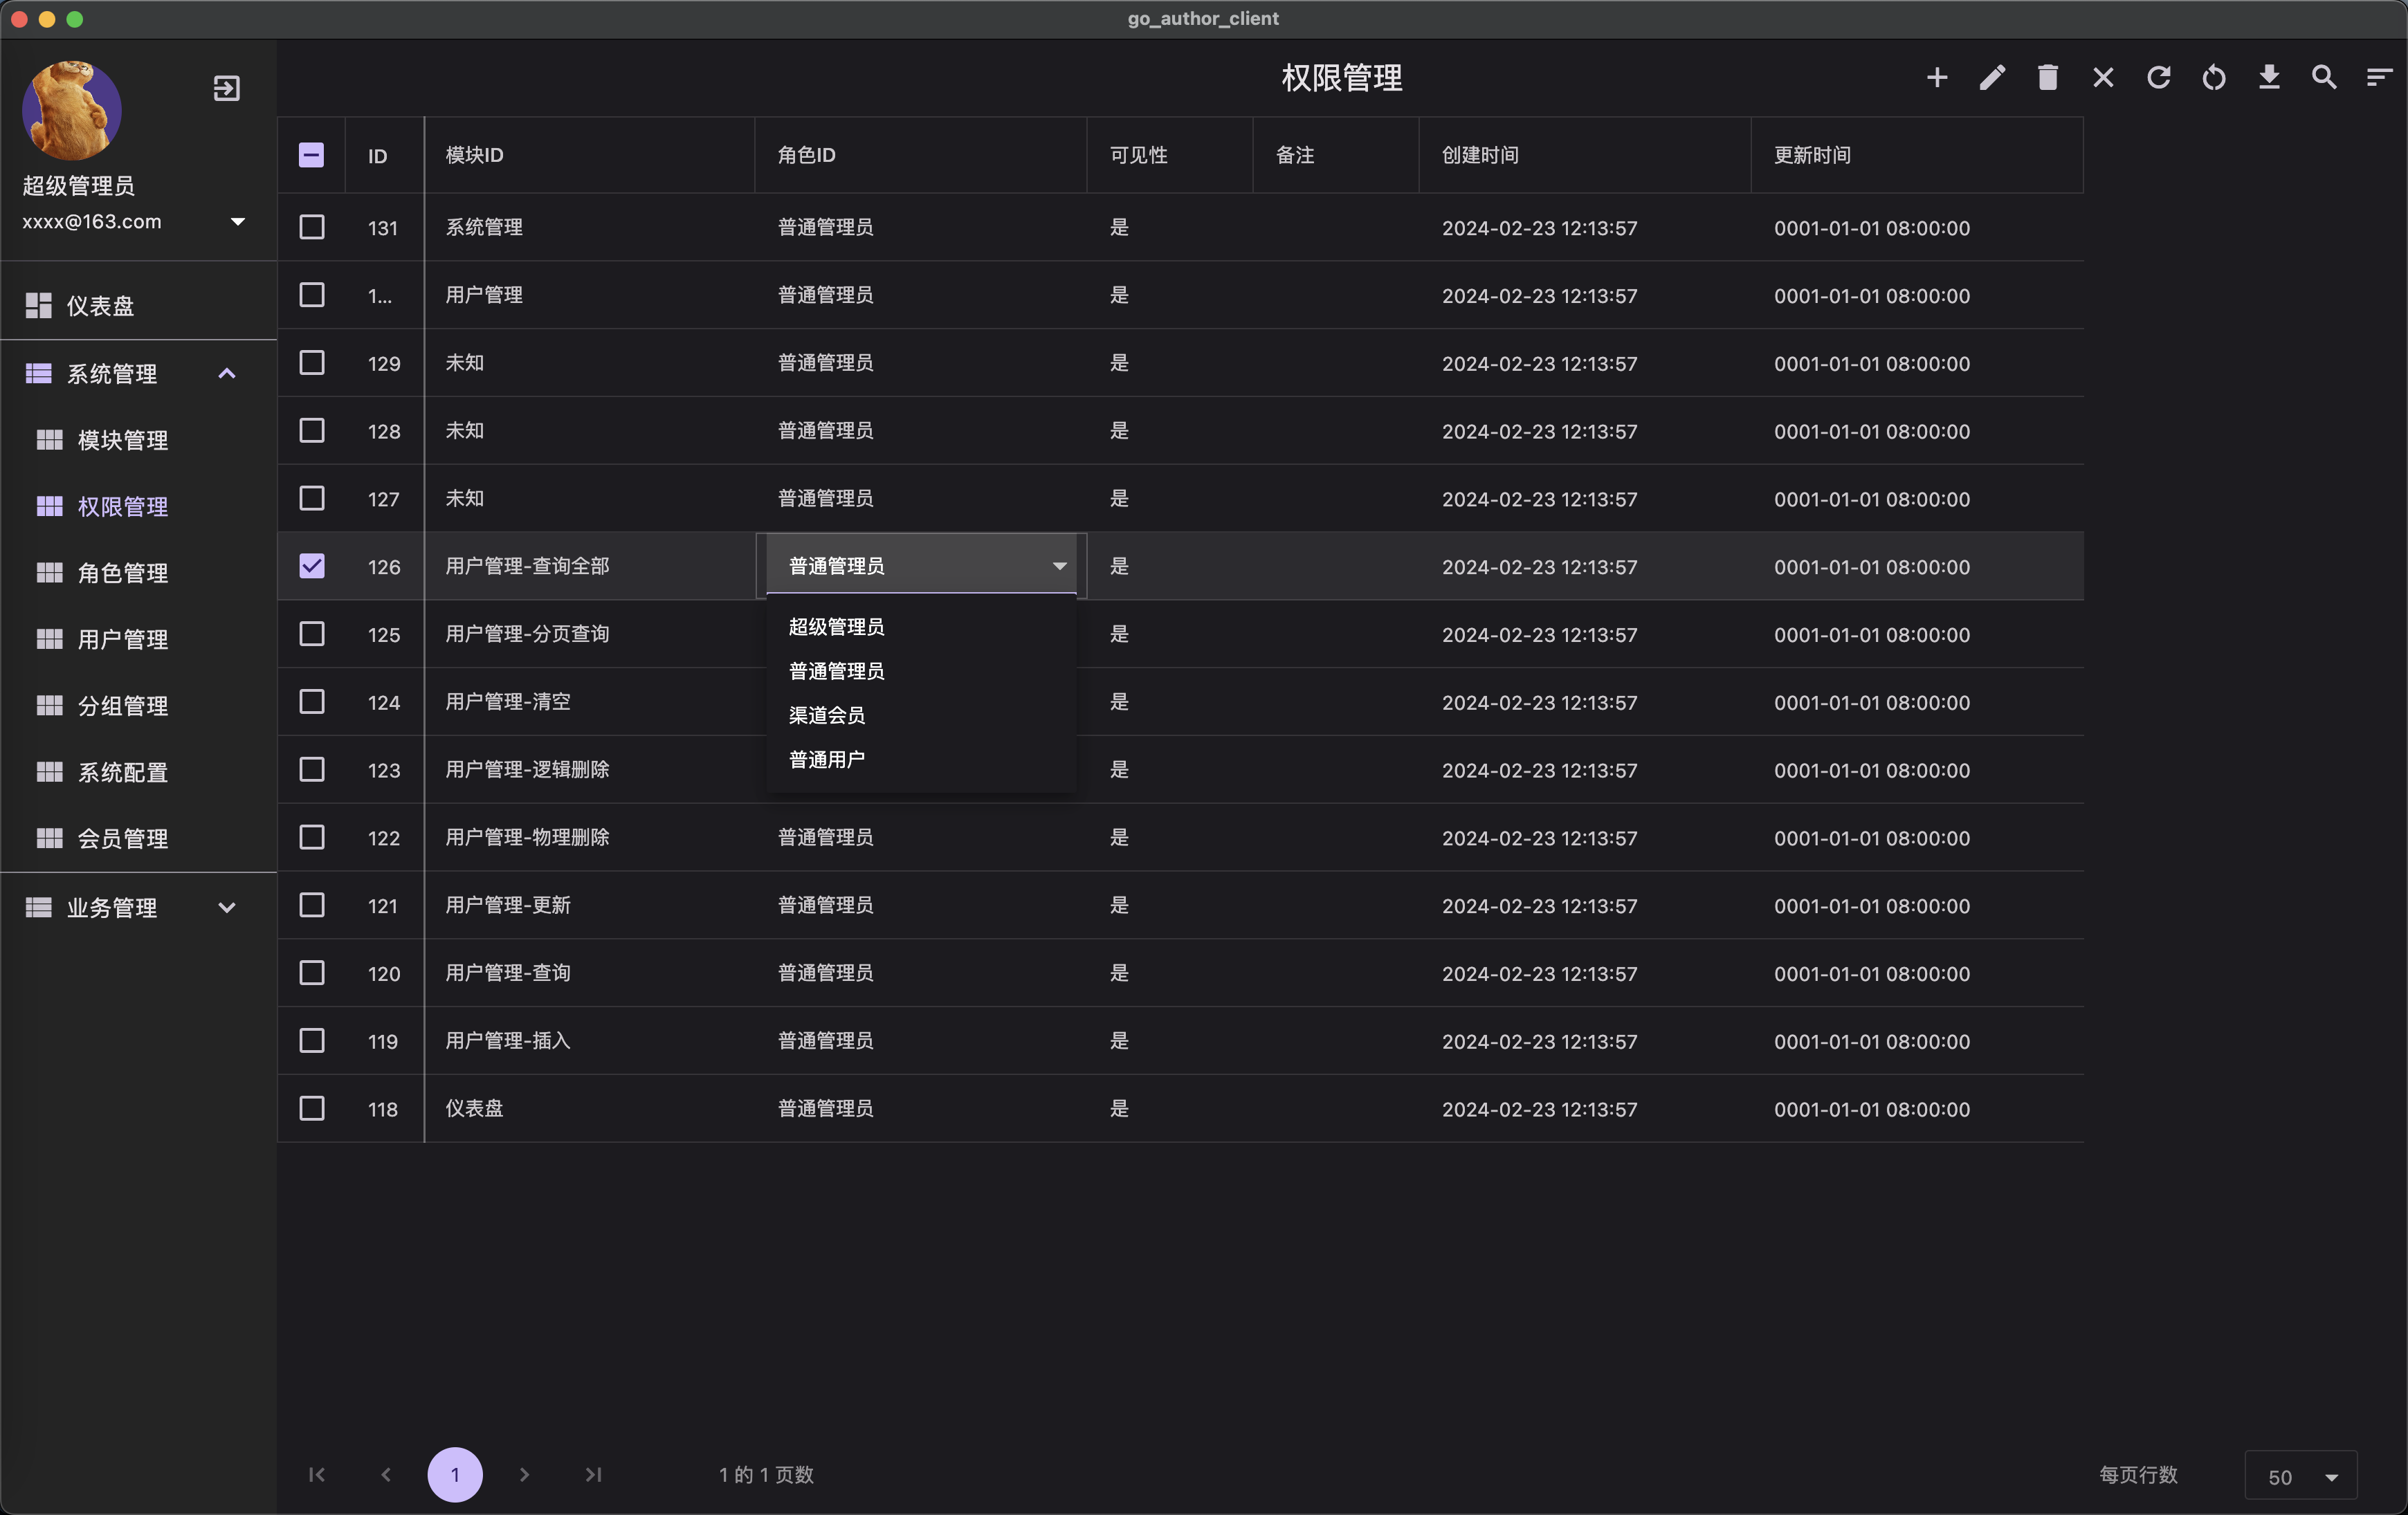 go_author_client
权限管理
超级管理员
xxxx@163.com
仪表盘
系统管理
模块管理
权限管理
角色管理
用户管理
分组管理
系统配置
会员管理
业务管理
ID 模块ID 角色ID 可见性 备注 创建时间 更新时间
131 系统管理 普通管理员 是 2024-02-23 12:13:57 0001-01-01 08:00:00
1... 用户管理 普通管理员 是 2024-02-23 12:13:57 0001-01-01 08:00:00
129 未知 普通管理员 是 2024-02-23 12:13:57 0001-01-01 08:00:00
128 未知 普通管理员 是 2024-02-23 12:13:57 0001-01-01 08:00:00
127 未知 普通管理员 是 2024-02-23 12:13:57 0001-01-01 08:00:00
126 用户管理-查询全部 普通管理员 是 2024-02-23 12:13:57 0001-01-01 08:00:00
125 用户管理-分页查询 是 2024-02-23 12:13:57 0001-01-01 08:00:00
124 用户管理-清空 是 2024-02-23 12:13:57 0001-01-01 08:00:00
123 用户管理-逻辑删除 是 2024-02-23 12:13:57 0001-01-01 08:00:00
超级管理员
普通管理员
渠道会员
普通用户
122 用户管理-物理删除 普通管理员 是 2024-02-23 12:13:57 0001-01-01 08:00:00
121 用户管理-更新 普通管理员 是 2024-02-23 12:13:57 0001-01-01 08:00:00
120 用户管理-查询 普通管理员 是 2024-02-23 12:13:57 0001-01-01 08:00:00
119 用户管理-插入 普通管理员 是 2024-02-23 12:13:57 0001-01-01 08:00:00
118 仪表盘 普通管理员 是 2024-02-23 12:13:57 0001-01-01 08:00:00
1 1 的 1 页数 每页行数 50